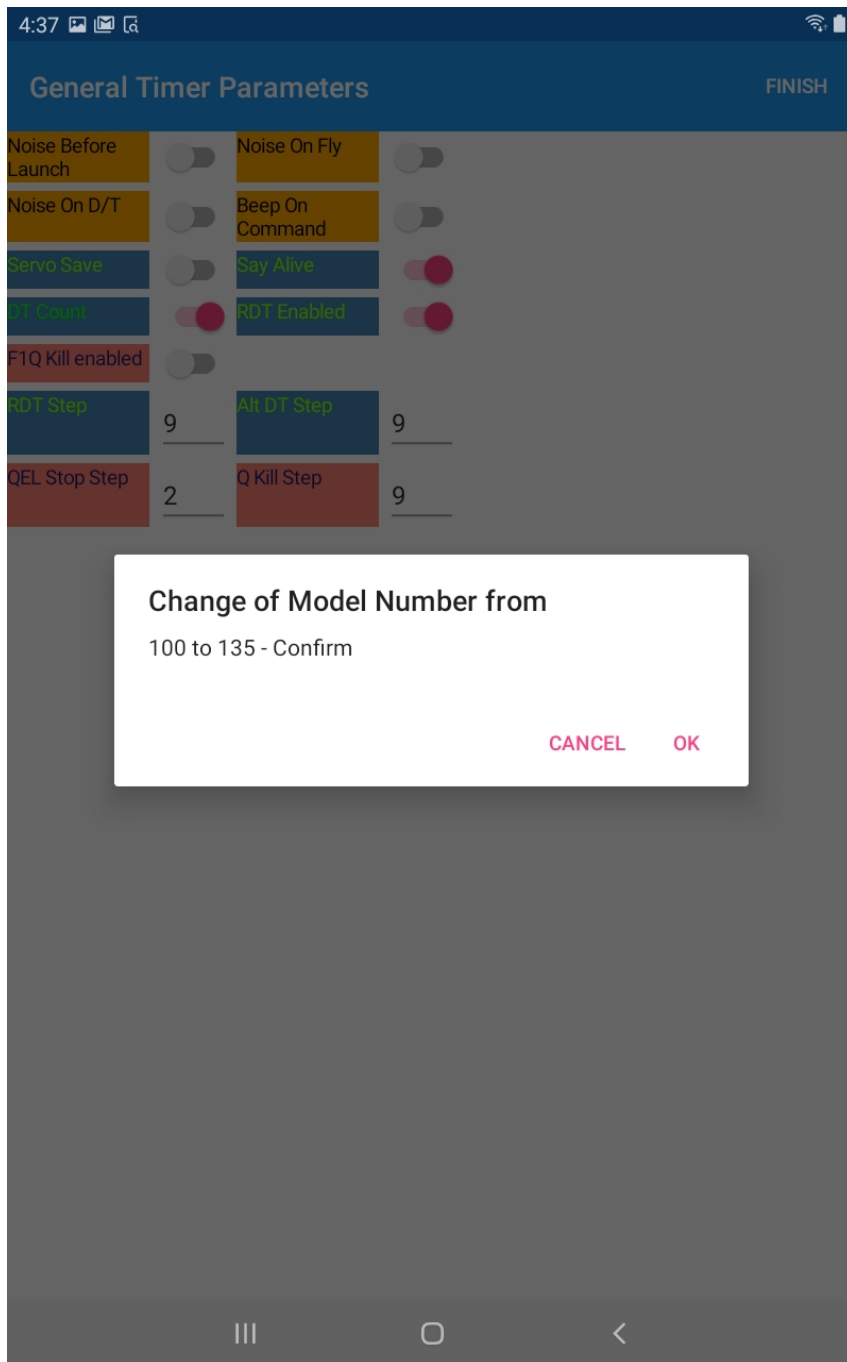 4:37
General Timer Parameters FINISH
Noise Before Launch Noise On Fly
Noise On D/T Beep On Command
Servo Save Say Alive
DT Count RDT Enabled
F1Q Kill enabled
RDT Step 9 Alt DT Step 9
QEL Stop Step 2 Q Kill Step 9
Change of Model Number from
100 to 135 - Confirm
CANCEL OK